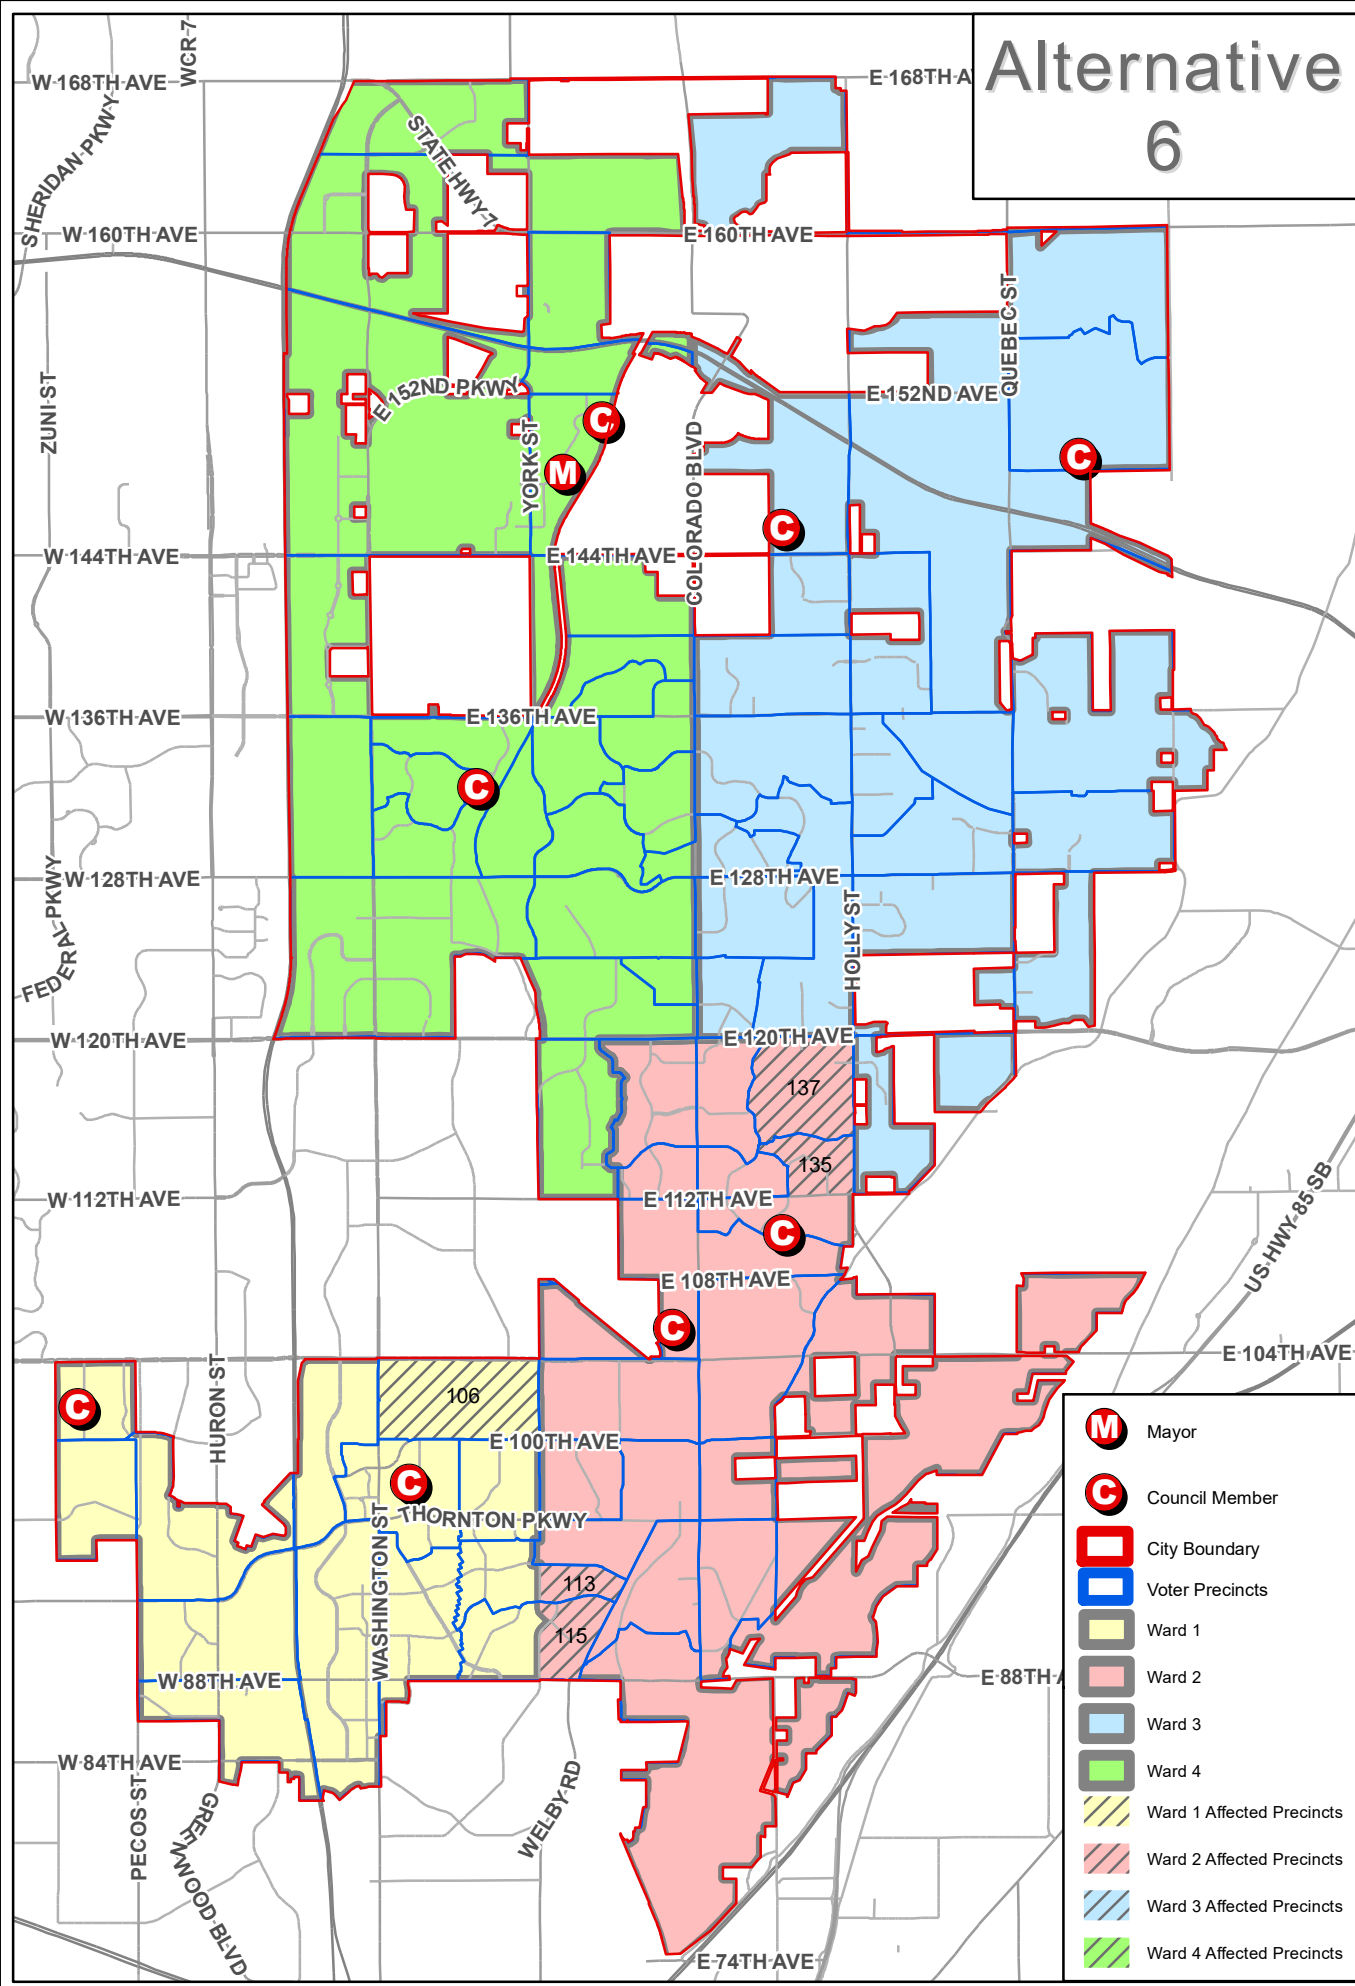 Alternative
6
WCR-7
W 168TH AVE
E 168TH A
SHERIDAN PKWY
STATE HWY 7
W 160TH AVE
E 160TH AVE
QUEBEC ST
ZUNI ST
E 152ND PKWY
E 152ND AVE
YORK ST
COLORADO BLVD
C
M
C
C
W 144TH AVE
E 144TH AVE
W 136TH AVE
E 136TH AVE
C
FEDERAL PKWY
W 128TH AVE
E 128TH AVE
HOLLY ST
W 120TH AVE
E 120TH AVE
137
135
W 112TH AVE
E 112TH AVE
US HWY 85 SB
C
E 108TH AVE
C
E 104TH AVE
HURON ST
106
C
E 100TH AVE
C
THORNTON PKWY
WASHINGTON ST
113
115
W 88TH AVE
E 88TH A
W 84TH AVE
PECOS ST
GREENWOOD BLVD
WELBY RD
E 74TH AVE
M Mayor
C Council Member
City Boundary
Voter Precincts
Ward 1
Ward 2
Ward 3
Ward 4
Ward 1 Affected Precincts
Ward 2 Affected Precincts
Ward 3 Affected Precincts
Ward 4 Affected Precincts